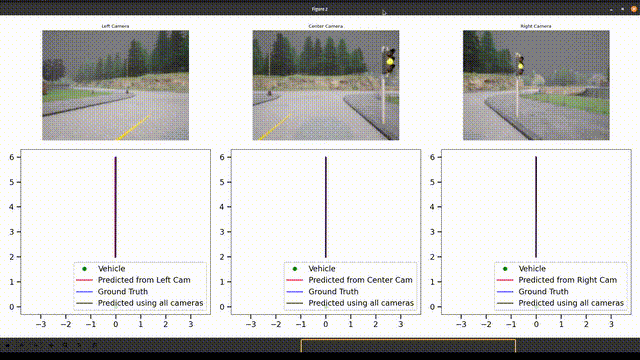 Figure 2
Left Camera
Center Camera
Right Camera
6
5
4
3
2
1
0
−3 −2 −1 0 1 2 3
Vehicle
Predicted from Left Cam
Ground Truth
Predicted using all cameras
6
5
4
3
2
1
0
−3 −2 −1 0 1 2 3
Vehicle
Predicted from Center Cam
Ground Truth
Predicted using all cameras
6
5
4
3
2
1
0
−3 −2 −1 0 1 2 3
Vehicle
Predicted from Right Cam
Ground Truth
Predicted using all cameras